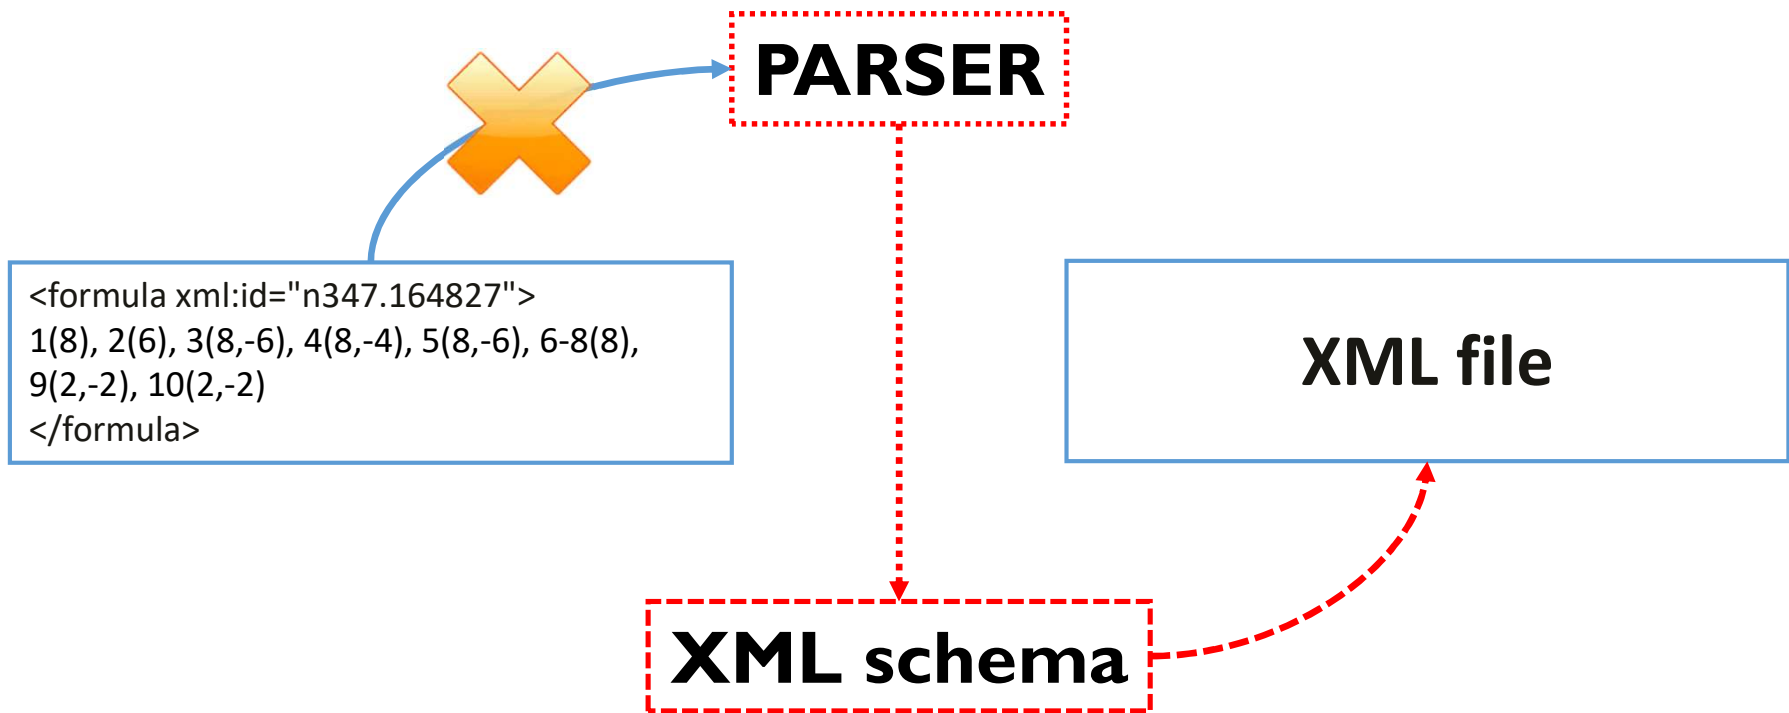 PARSER
<formula xml:id="n347.164827">
1(8), 2(6), 3(8,-6), 4(8,-4), 5(8,-6), 6-8(8),
9(2,-2), 10(2,-2)
</formula>
XML file
XML schema